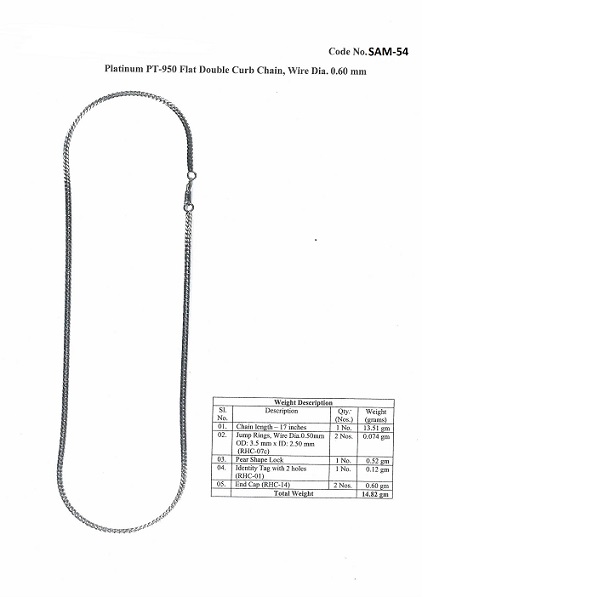 Code No. SAM-54
Platinum PT-950 Flat Double Curb Chain, Wire Dia. 0.60 mm
Weight Description
Sl. No. Description Qty. (Nos.) Weight (grams)
01. Chain length – 17 inches 1 No. 13.51 gm
02. Jump Rings, Wire Dia.0.50mm 2 Nos. 0.074 gm
OD: 3.5 mm x ID: 2.50 mm
(RHC-07c)
03. Pear Shape Lock 1 No. 0.52 gm
04. Identity Tag with 2 holes 1 No. 0.12 gm
(RHC-01)
05. End Cap (RHC-14) 2 Nos. 0.60 gm
Total Weight 14.82 gm